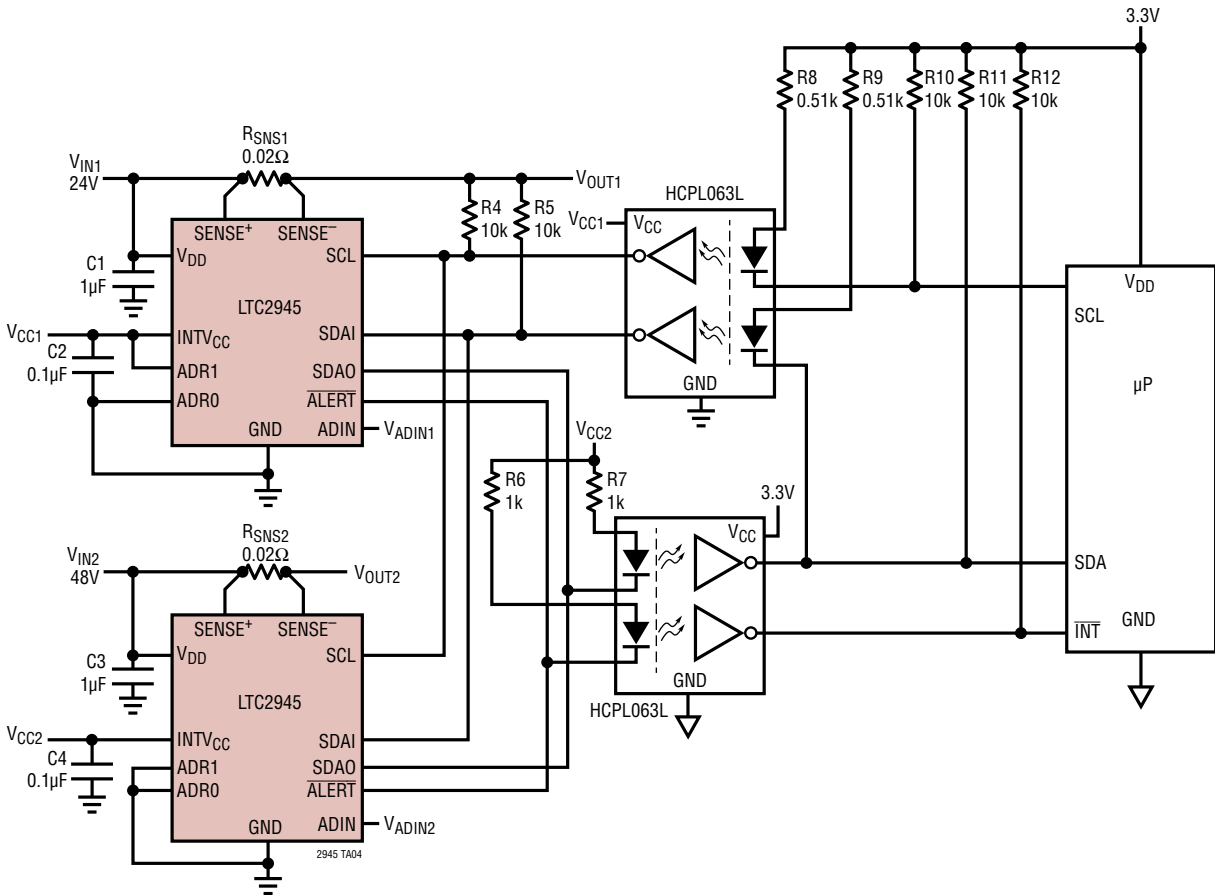 3.3V
R8
0.51k
R9
0.51k
R10
10k
R11
10k
R12
10k
RSNS1
0.02Ω
VIN1
24V
VOUT1
R4
10k
R5
10k
HCPL063L
VCC1
VCC
GND
SENSE+
SENSE–
VDD
SCL
C1
1µF
LTC2945
VCC1
INTVCC
SDAI
C2
0.1µF
ADR1
SDAO
ADR0
ALERT
GND
ADIN
VADIN1
VDD
SCL
µP
SDA
GND
INT
VCC2
R6
1k
R7
1k
3.3V
VCC
GND
HCPL063L
RSNS2
0.02Ω
VIN2
48V
VOUT2
SENSE+
SENSE–
VDD
SCL
C3
1µF
LTC2945
VCC2
INTVCC
SDAI
C4
0.1µF
ADR1
SDAO
ADR0
ALERT
GND
ADIN
VADIN2
2945 TA04